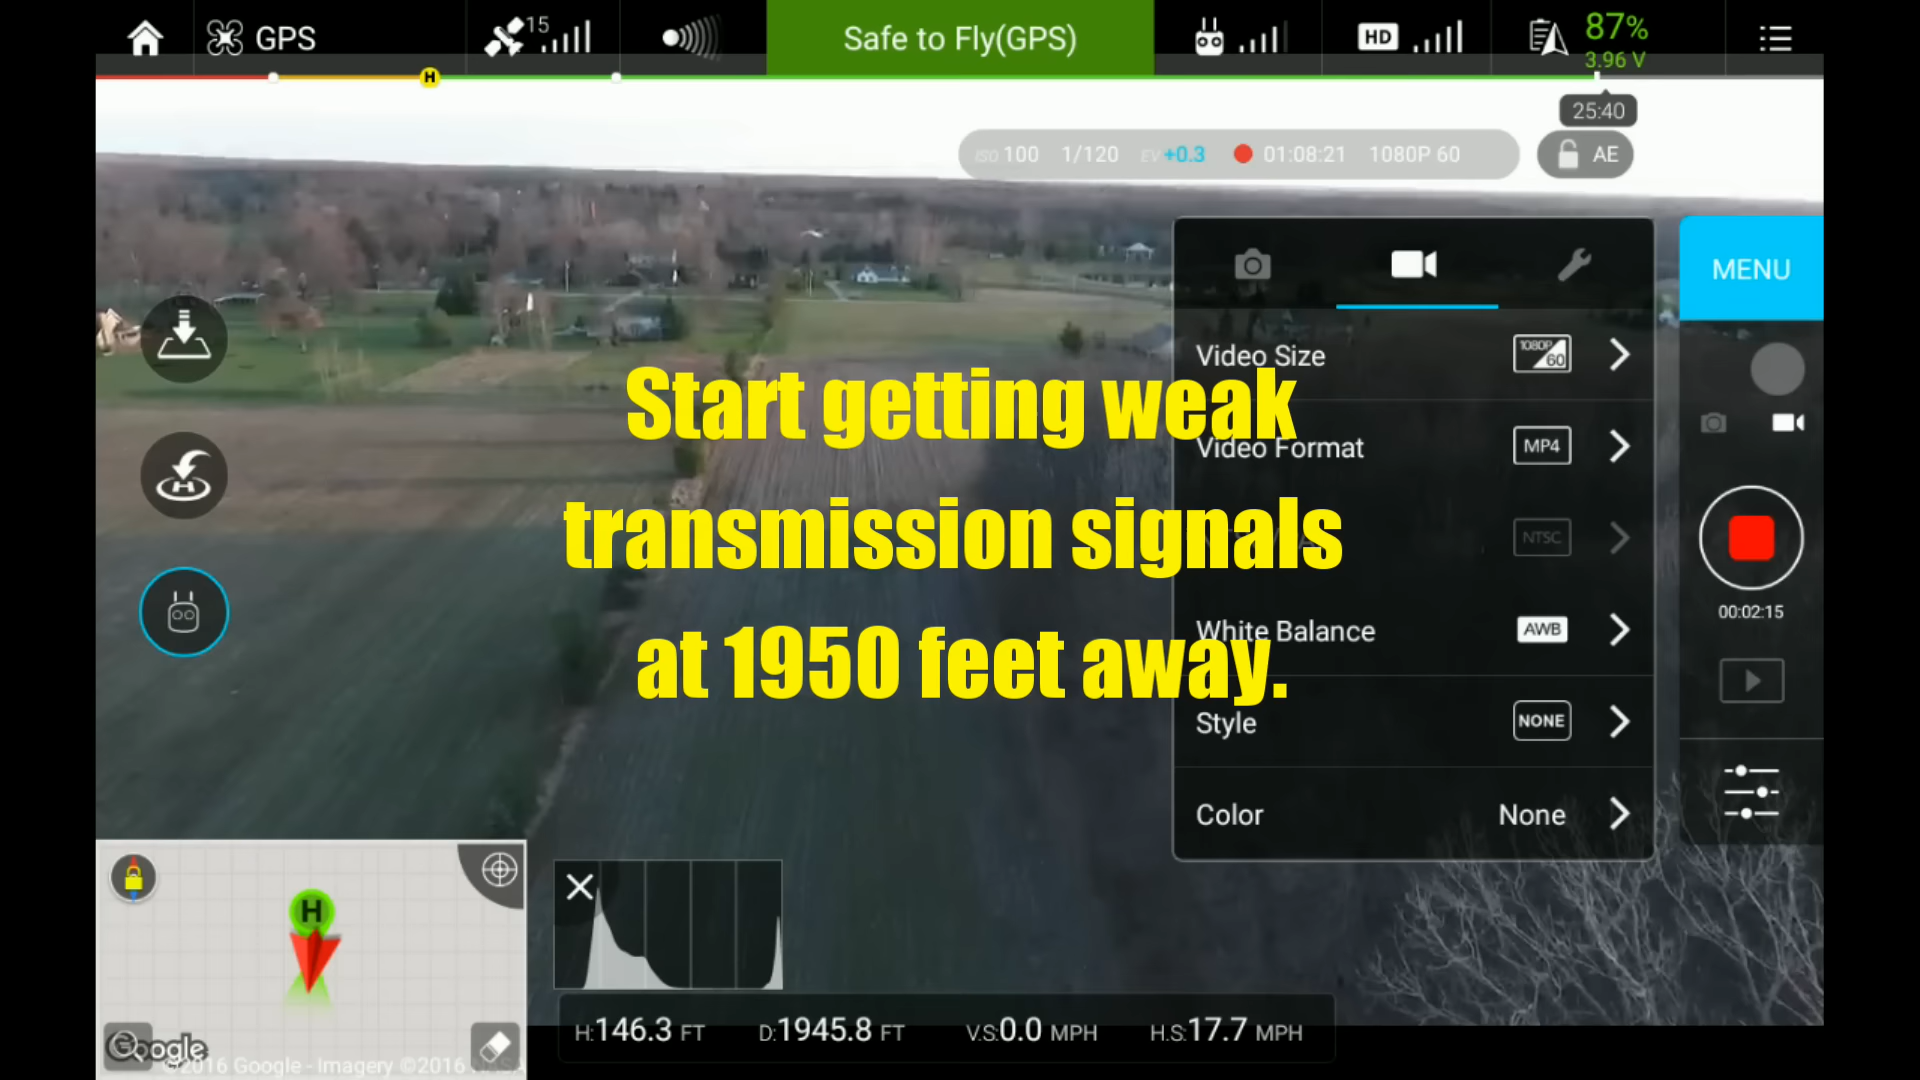 GPS
15
Safe to Fly(GPS)
HD
87%
3.96 V
H
25:40
ISO 100 1/120 EV +0.3 01:08:21 1080P 60
AE
MENU
Video Size 1080P 60
Start getting weak
Video Format MP4
transmission signals
NTSC
at 1950 feet away.
White Balance AWB
00:02:15
Style NONE
Color None
H
Google
©2016 Google - Imagery ©2016
H:146.3 FT D:1945.8 FT V.S:0.0 MPH H.S:17.7 MPH